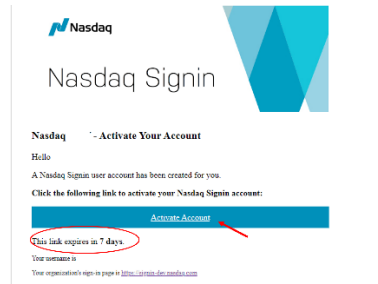 Nasdaq
Nasdaq Signin
Nasdaq - Activate Your Account
Hello
A Nasdaq Signin user account has been created for you.
Click the following link to activate your Nasdaq Signin account:
Activate Account
This link expires in 7 days.
Your username is
Your organization's sign-in page is https://signin-dev.nasdaq.com